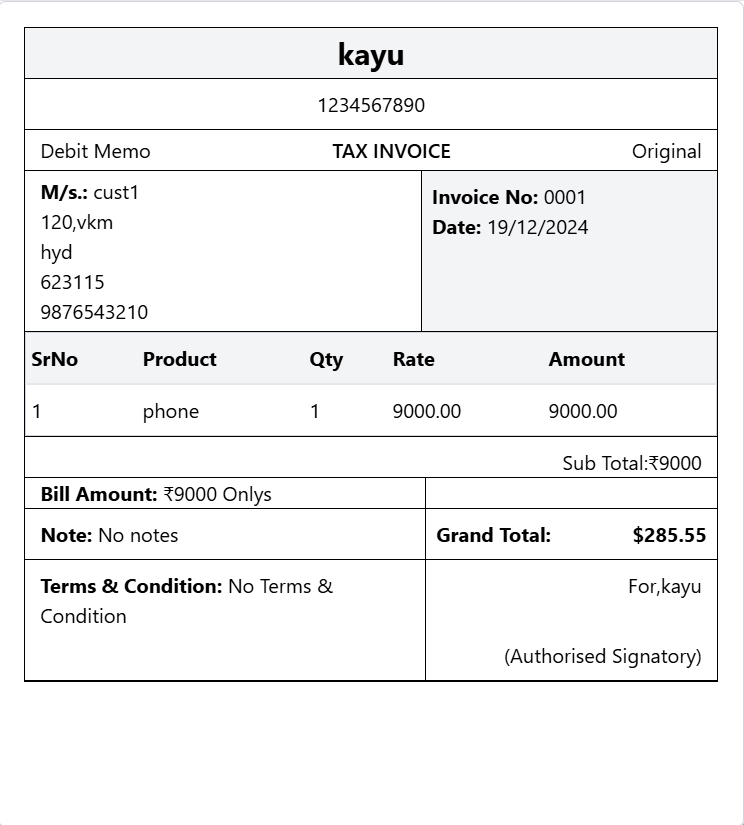 kayu
1234567890
Debit Memo TAX INVOICE Original
M/s.: cust1
120,vkm
hyd
623115
9876543210
Invoice No: 0001
Date: 19/12/2024
SrNo Product Qty Rate Amount
1 phone 1 9000.00 9000.00
Sub Total:₹9000
Bill Amount: ₹9000 Onlys
Note: No notes
Grand Total: $285.55
Terms & Condition: No Terms &
Condition
For,kayu
(Authorised Signatory)